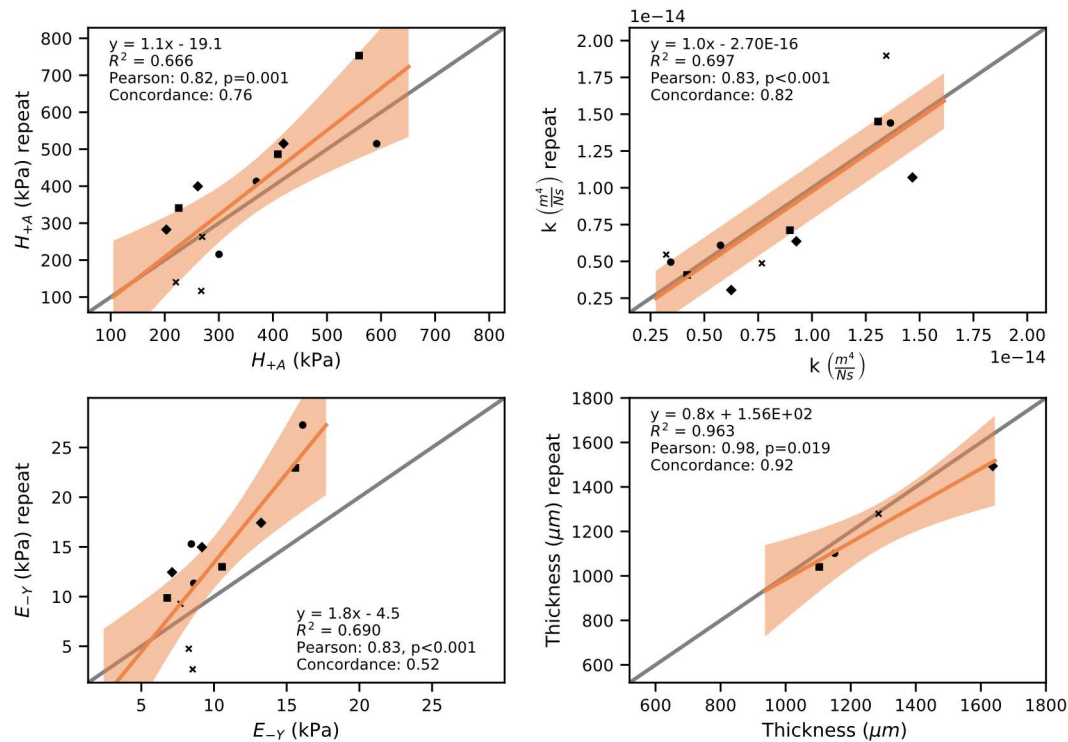 y = 1.1x - 19.1
R² = 0.666
Pearson: 0.82, p=0.001
Concordance: 0.76
800
700
600
500
400
300
200
100
H+A (kPa) repeat
100 200 300 400 500 600 700 800
H+A (kPa)
1e−14
y = 1.0x - 2.70E-16
R² = 0.697
Pearson: 0.83, p<0.001
Concordance: 0.82
2.00
1.75
1.50
1.25
1.00
0.75
0.50
0.25
k (m⁴/Ns) repeat
0.25 0.50 0.75 1.00 1.25 1.50 1.75 2.00
1e−14
k (m⁴/Ns)
25
20
15
10
5
E−Y (kPa) repeat
y = 1.8x - 4.5
R² = 0.690
Pearson: 0.83, p<0.001
Concordance: 0.52
5 10 15 20 25
E−Y (kPa)
y = 0.8x + 1.56E+02
R² = 0.963
Pearson: 0.98, p=0.019
Concordance: 0.92
1800
1600
1400
1200
1000
800
600
Thickness (μm) repeat
600 800 1000 1200 1400 1600 1800
Thickness (μm)